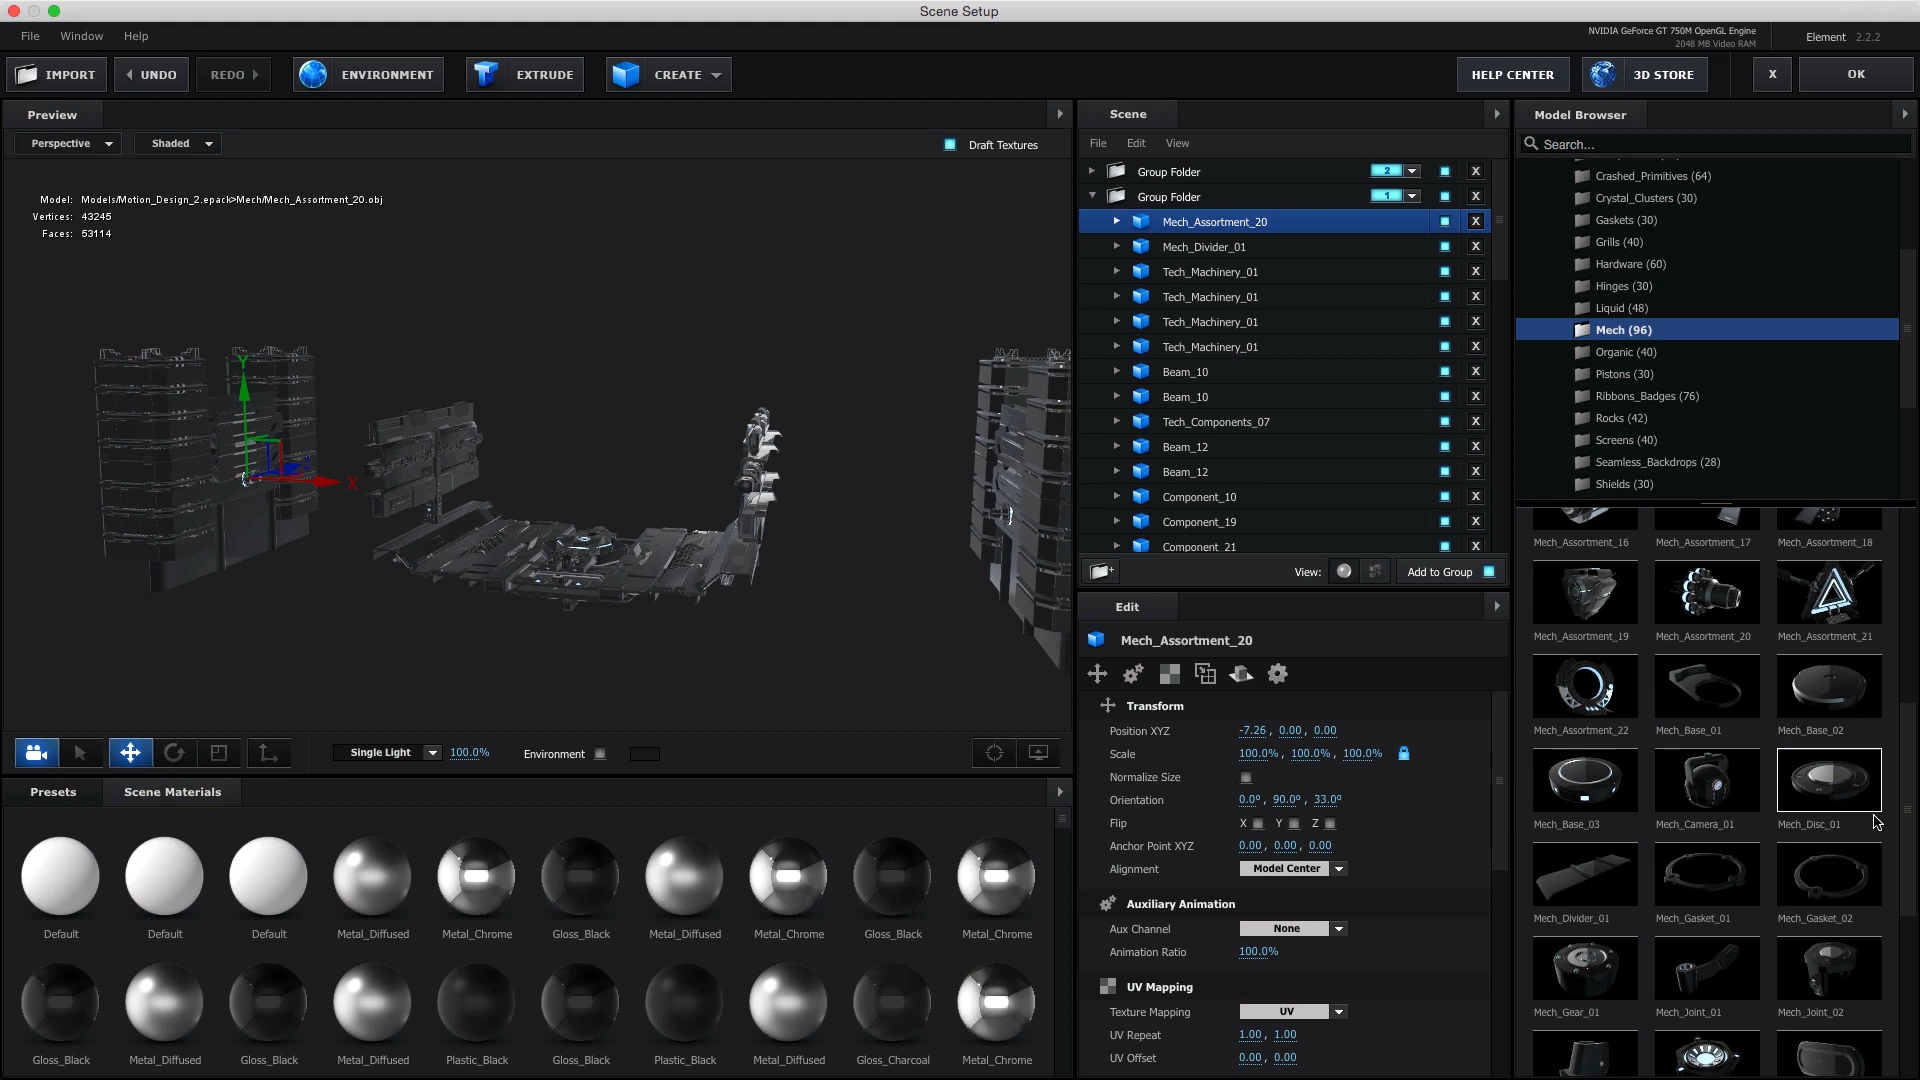 Scene Setup
File Window Help
NVIDIA GeForce GT 750M OpenGL Engine
2048 MB Video RAM
Element 2.2.2
IMPORT UNDO REDO ENVIRONMENT EXTRUDE CREATE HELP CENTER 3D STORE X OK
Preview
Perspective Shaded Draft Textures
Model: Models/Motion_Design_2.epack>Mech/Mech_Assortment_20.obj
Vertices: 43245
Faces: 53114
Y
X
Single Light 100.0% Environment
Presets Scene Materials
Default Default Default Metal_Diffused Metal_Chrome Gloss_Black Metal_Diffused Metal_Chrome Gloss_Black Metal_Chrome
Gloss_Black Metal_Diffused Gloss_Black Metal_Diffused Plastic_Black Gloss_Black Plastic_Black Metal_Diffused Gloss_Charcoal Metal_Chrome
Scene
File Edit View
Group Folder 2 X
Group Folder 1 X
Mech_Assortment_20 X
Mech_Divider_01 X
Tech_Machinery_01 X
Tech_Machinery_01 X
Tech_Machinery_01 X
Tech_Machinery_01 X
Beam_10 X
Beam_10 X
Tech_Components_07 X
Beam_12 X
Beam_12 X
Component_10 X
Component_19 X
Component_21 X
View: Add to Group
Edit
Mech_Assortment_20
Transform
Position XYZ -7.26, 0.00, 0.00
Scale 100.0%, 100.0%, 100.0%
Normalize Size
Orientation 0.0º, 90.0º, 33.0º
Flip X Y Z
Anchor Point XYZ 0.00, 0.00, 0.00
Alignment Model Center
Auxiliary Animation
Aux Channel None
Animation Ratio 100.0%
UV Mapping
Texture Mapping UV
UV Repeat 1.00, 1.00
UV Offset 0.00, 0.00
Model Browser
Search...
Crashed_Primitives (64)
Crystal_Clusters (30)
Gaskets (30)
Grills (40)
Hardware (60)
Hinges (30)
Liquid (48)
Mech (96)
Organic (40)
Pistons (30)
Ribbons_Badges (76)
Rocks (42)
Screens (40)
Seamless_Backdrops (28)
Shields (30)
Mech_Assortment_16 Mech_Assortment_17 Mech_Assortment_18
Mech_Assortment_19 Mech_Assortment_20 Mech_Assortment_21
Mech_Assortment_22 Mech_Base_01 Mech_Base_02
Mech_Base_03 Mech_Camera_01 Mech_Disc_01
Mech_Divider_01 Mech_Gasket_01 Mech_Gasket_02
Mech_Gear_01 Mech_Joint_01 Mech_Joint_02